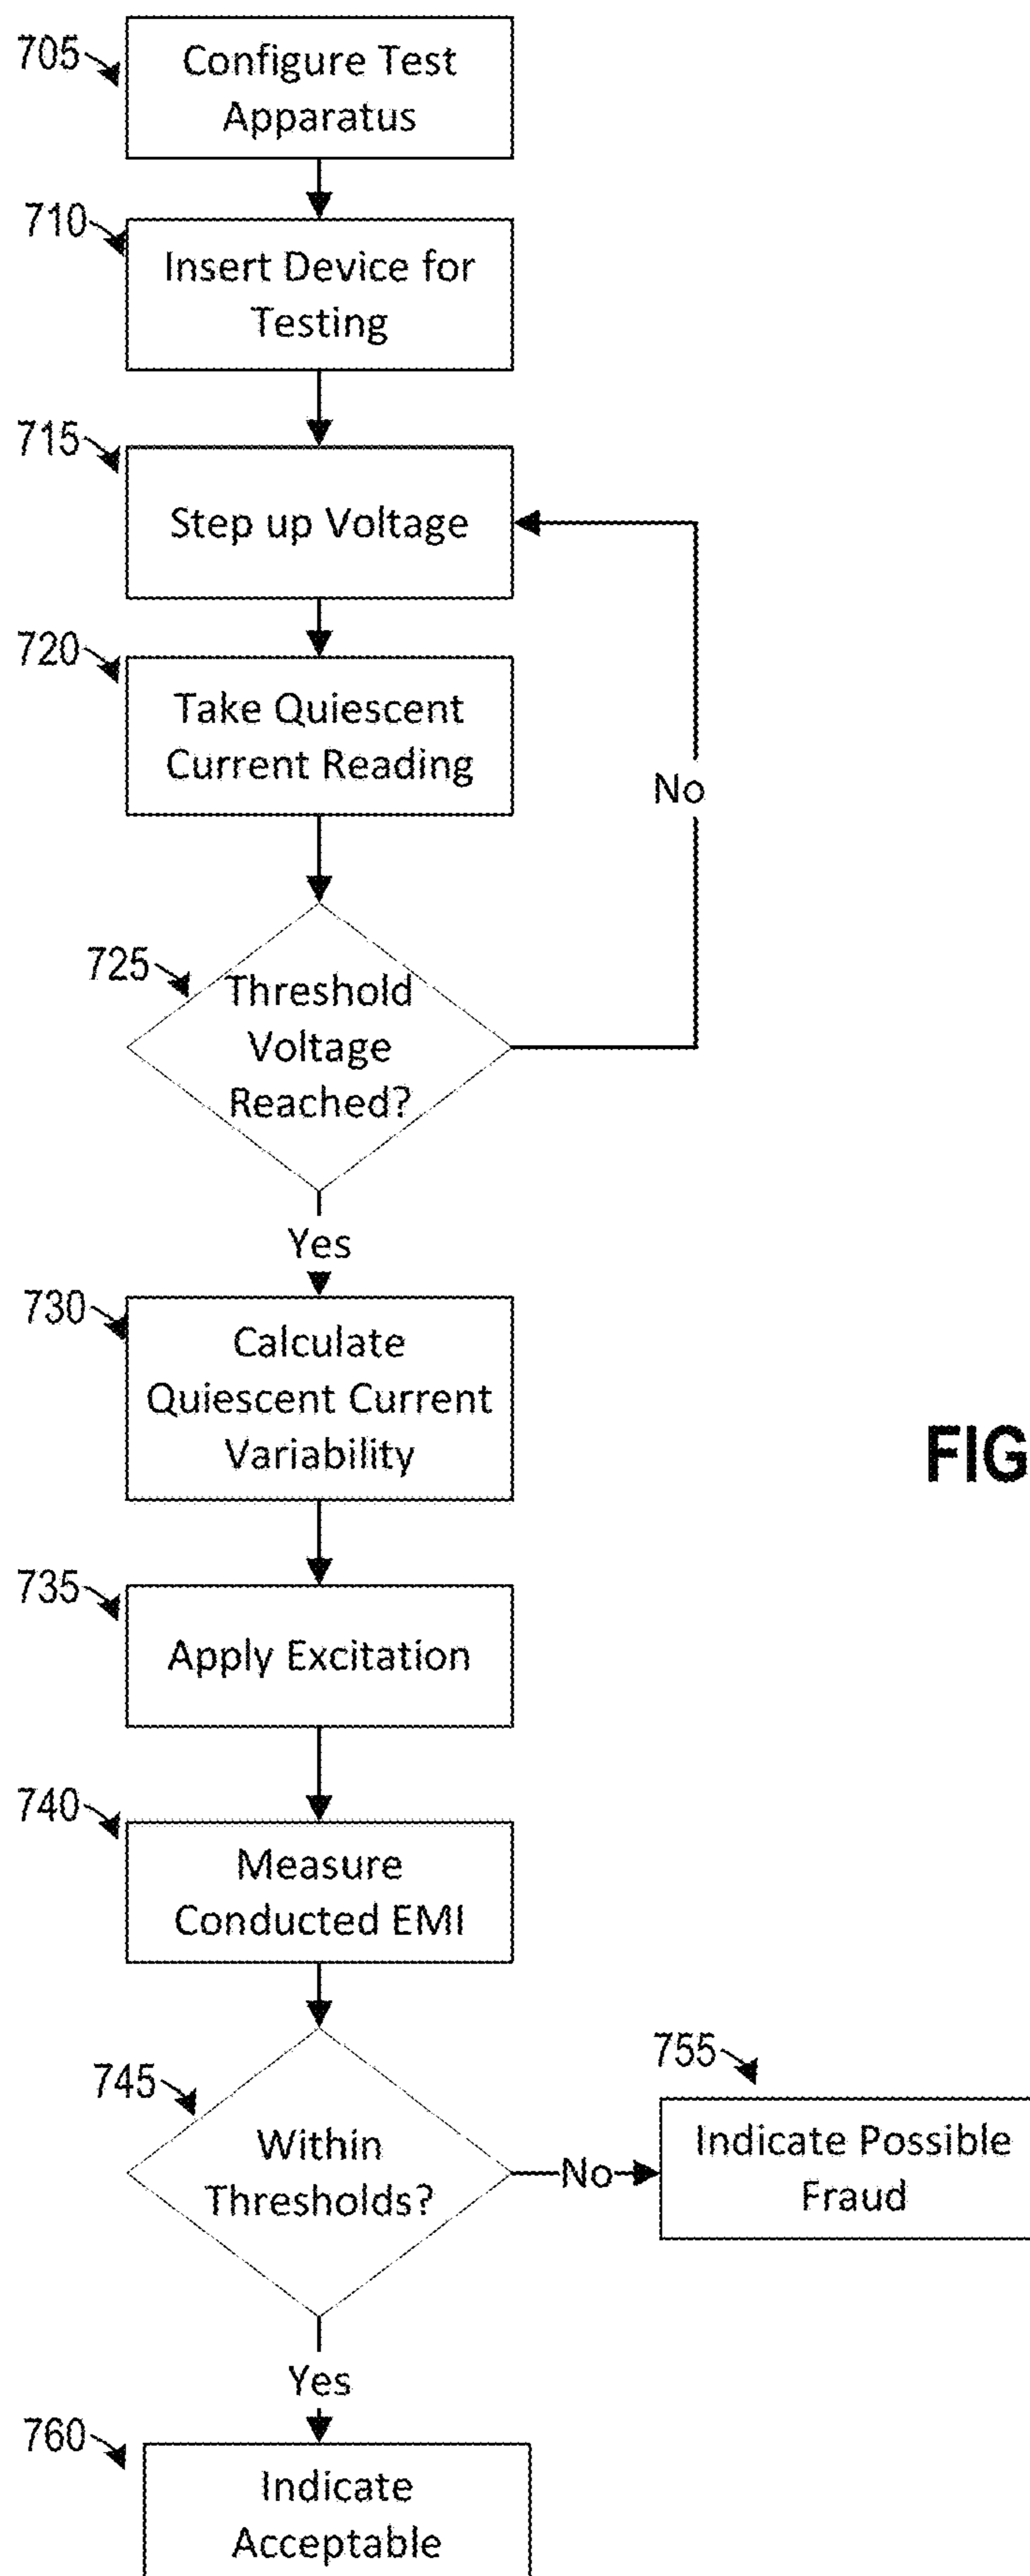 705
Configure Test
Apparatus
710
Insert Device for
Testing
715
Step up Voltage
720
Take Quiescent
Current Reading
No
725
Threshold
Voltage
Reached?
Yes
730
Calculate
Quiescent Current
Variability
FIG
735
Apply Excitation
740
Measure
Conducted EMI
745
Within
Thresholds?
No
755
Indicate Possible
Fraud
Yes
760
Indicate
Acceptable